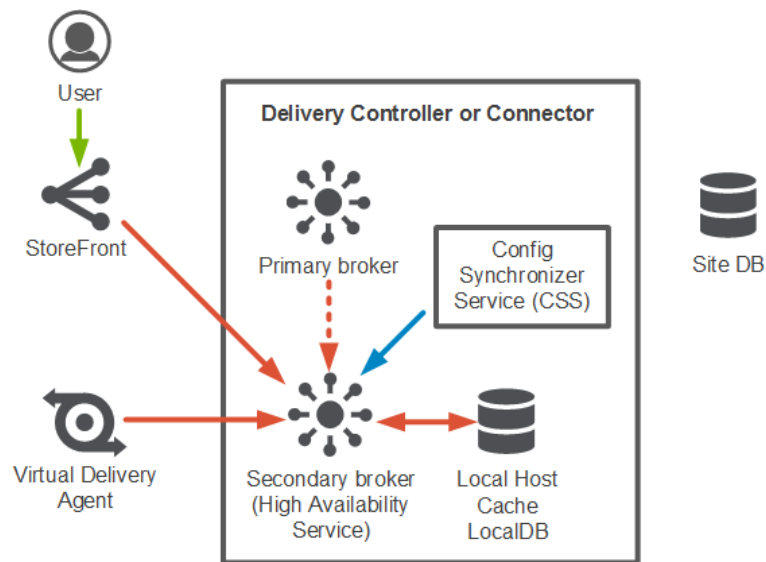 User
Delivery Controller or Connector
StoreFront
Primary broker
Config
Synchronizer
Service (CSS)
Site DB
Virtual Delivery
Agent
Secondary broker
(High Availability
Service)
Local Host
Cache
LocalDB